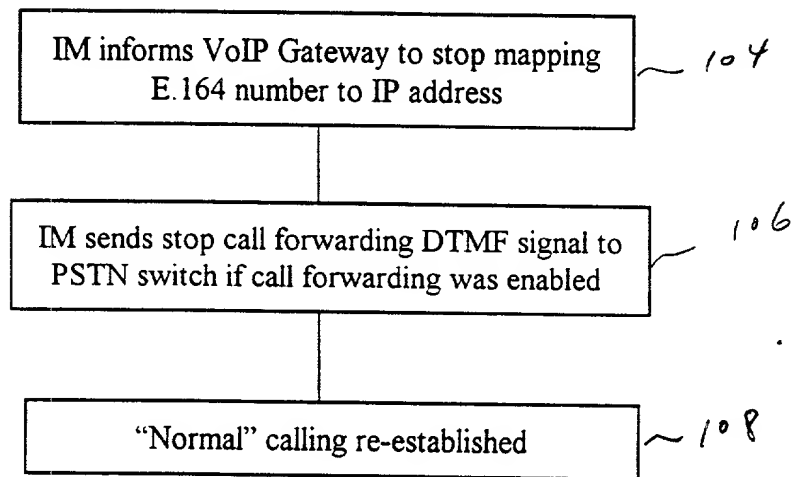 IM informs VoIP Gateway to stop mapping
E.164 number to IP address
104
IM sends stop call forwarding DTMF signal to
PSTN switch if call forwarding was enabled
106
"Normal" calling re-established
108